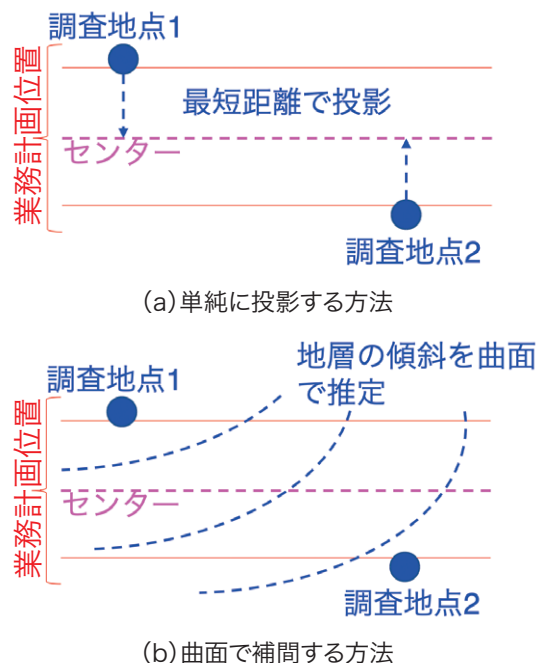 調査地点1
業務計画位置
最短距離で投影
センター
調査地点2
(a)単純に投影する方法
地層の傾斜を曲面
で推定
調査地点1
業務計画位置
センター
調査地点2
(b)曲面で補間する方法